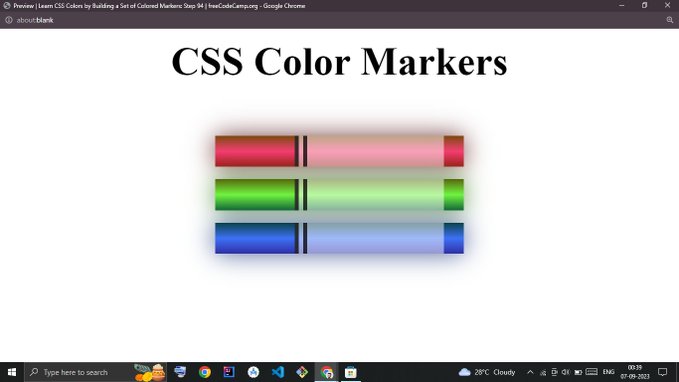 Preview | Learn CSS Colors by Building a Set of Colored Markers: Step 94 | freeCodeCamp.org - Google Chrome
about:blank
CSS Color Markers
Type here to search
28°C Cloudy
ENG
00:39
07-09-2023